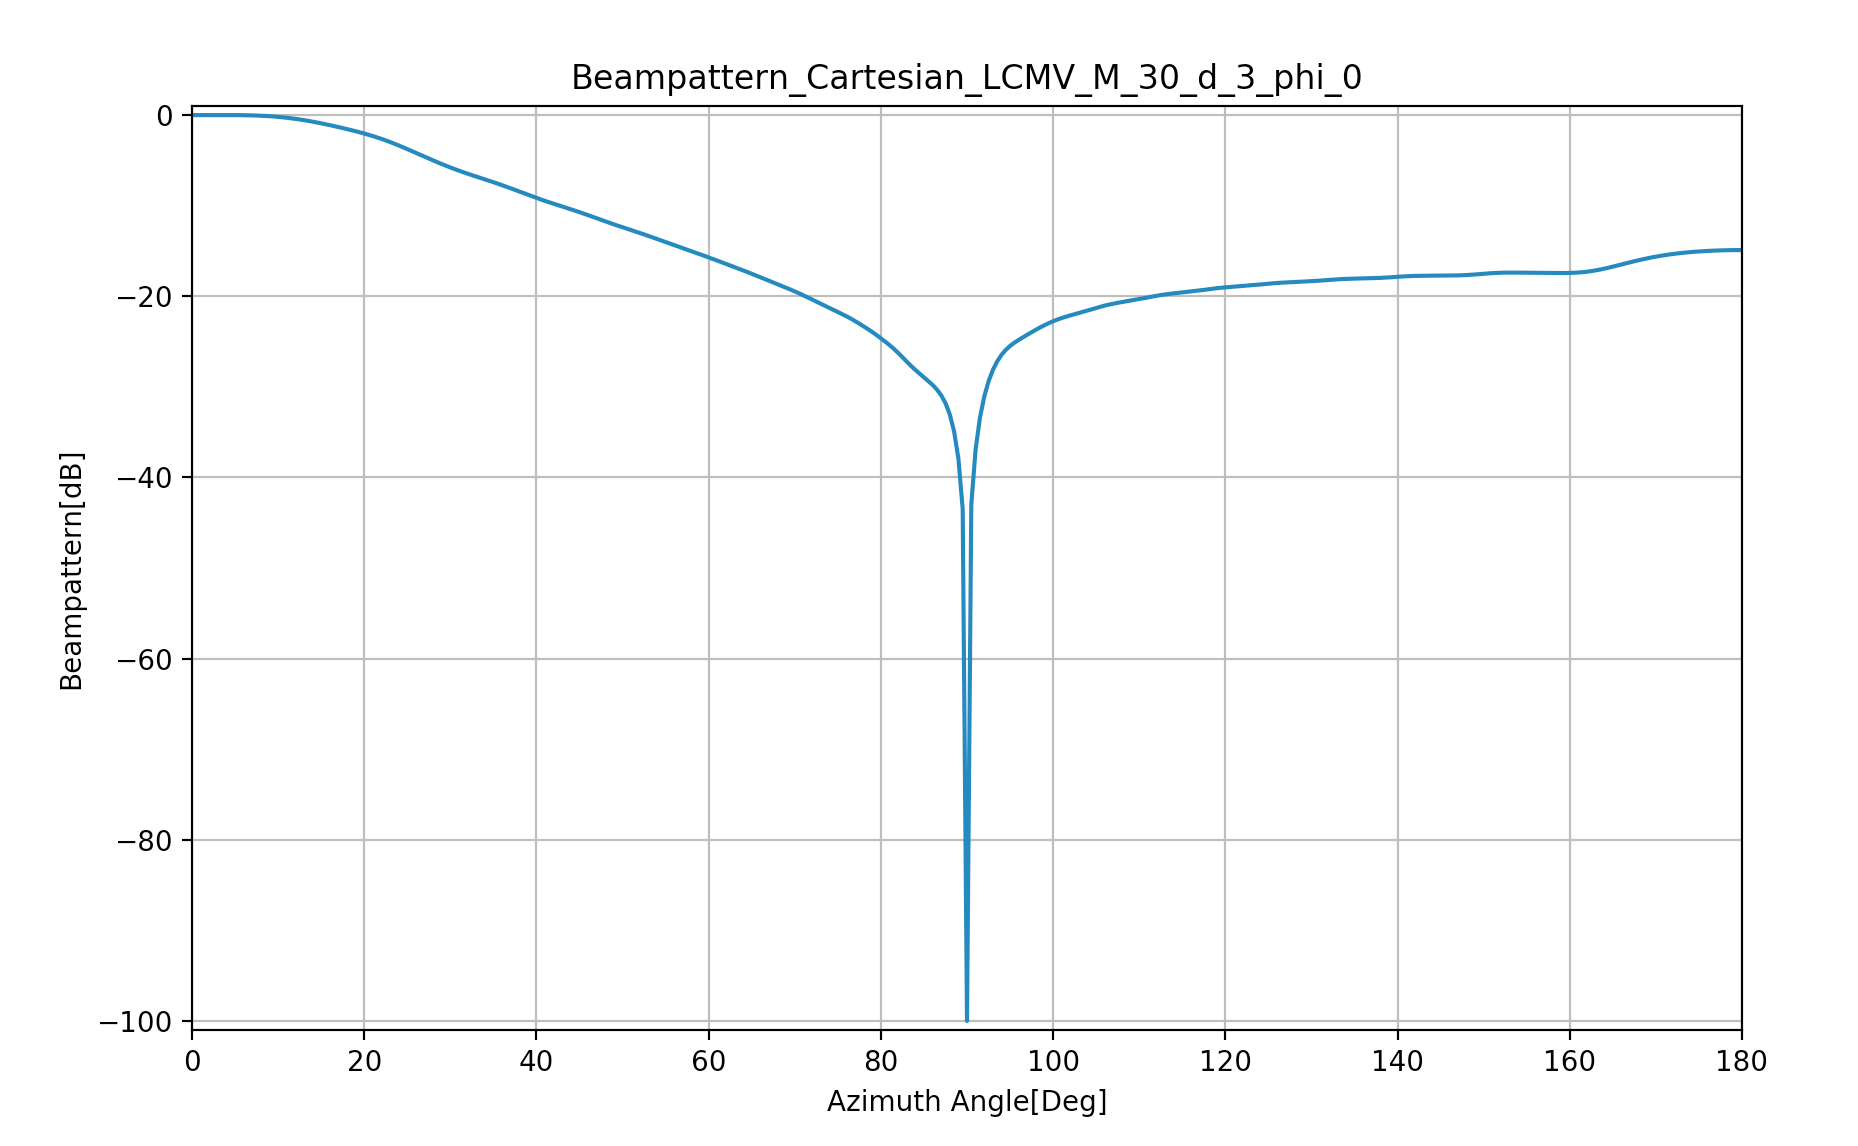 Beampattern_Cartesian_LCMV_M_30_d_3_phi_0
0
−20
−40
−60
−80
−100
Beampattern[dB]
0 20 40 60 80 100 120 140 160 180
Azimuth Angle[Deg]